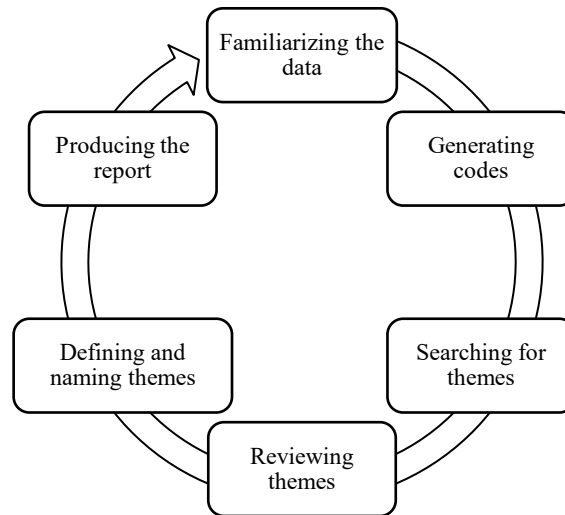 Familiarizing the
data
Generating
codes
Searching for
themes
Reviewing
themes
Defining and
naming themes
Producing the
report